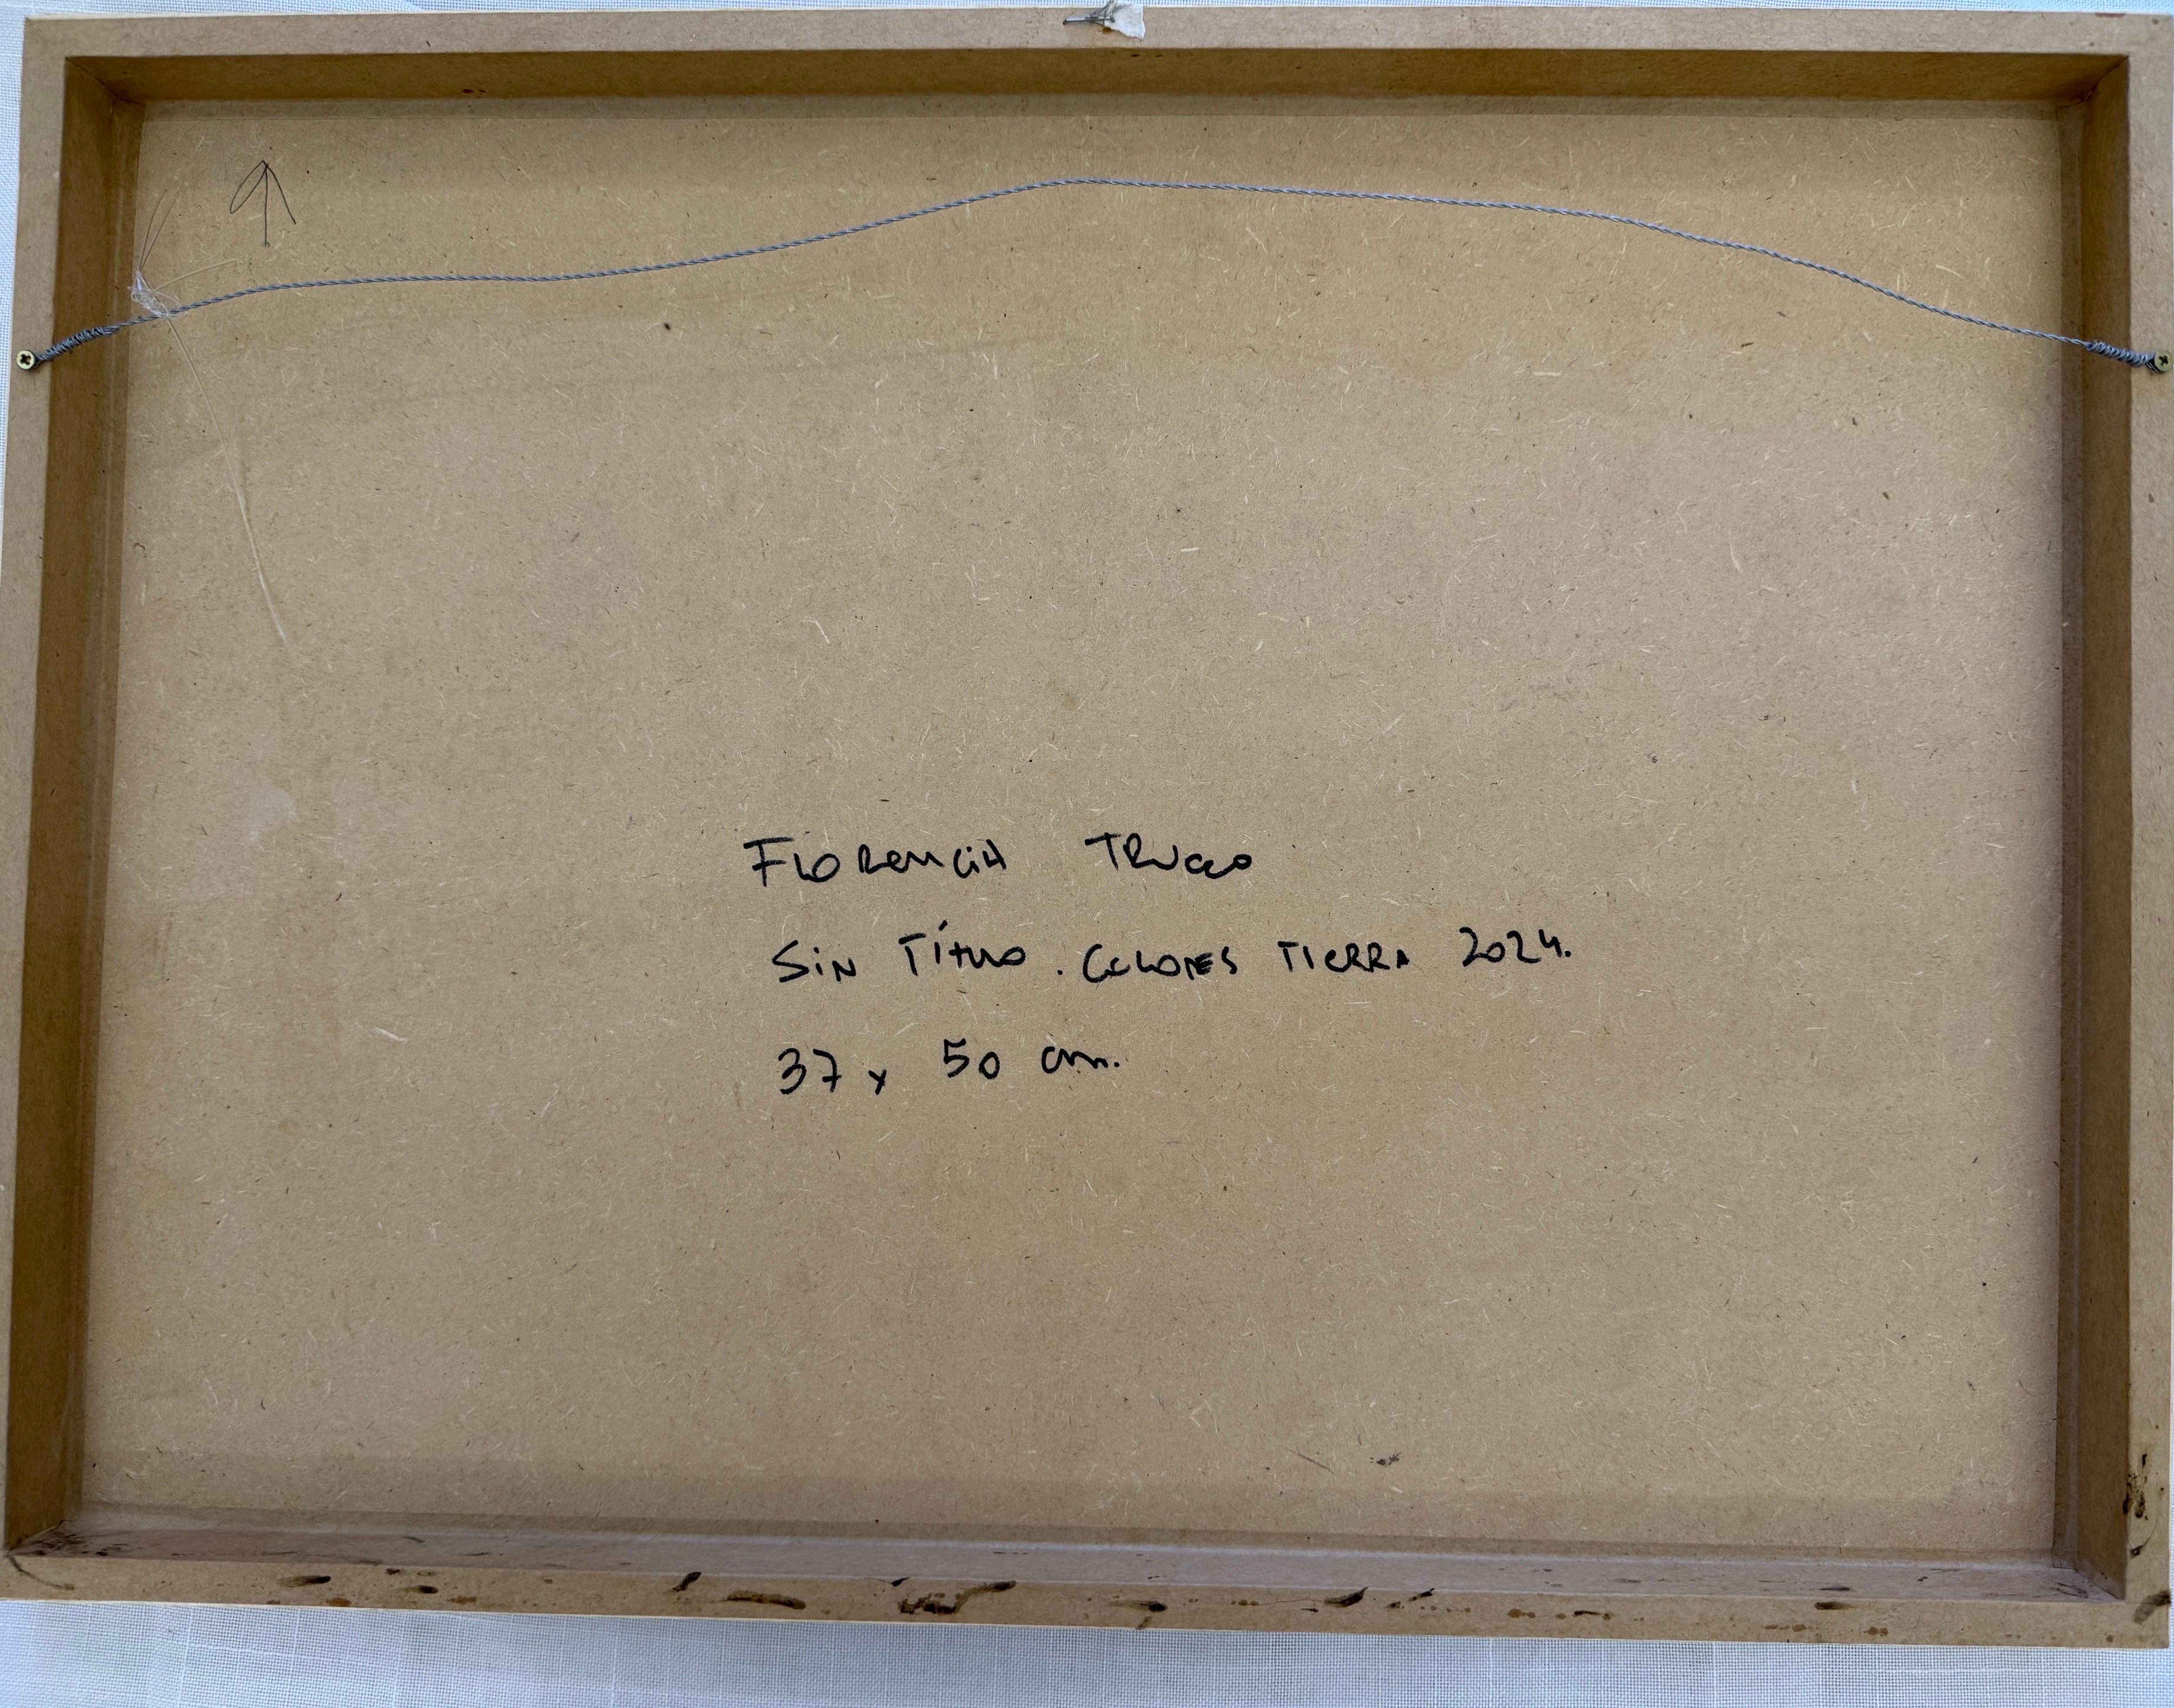 Florencia Trucco
Sin Título. Colores Tierra 2024.
37 x 50 cm.